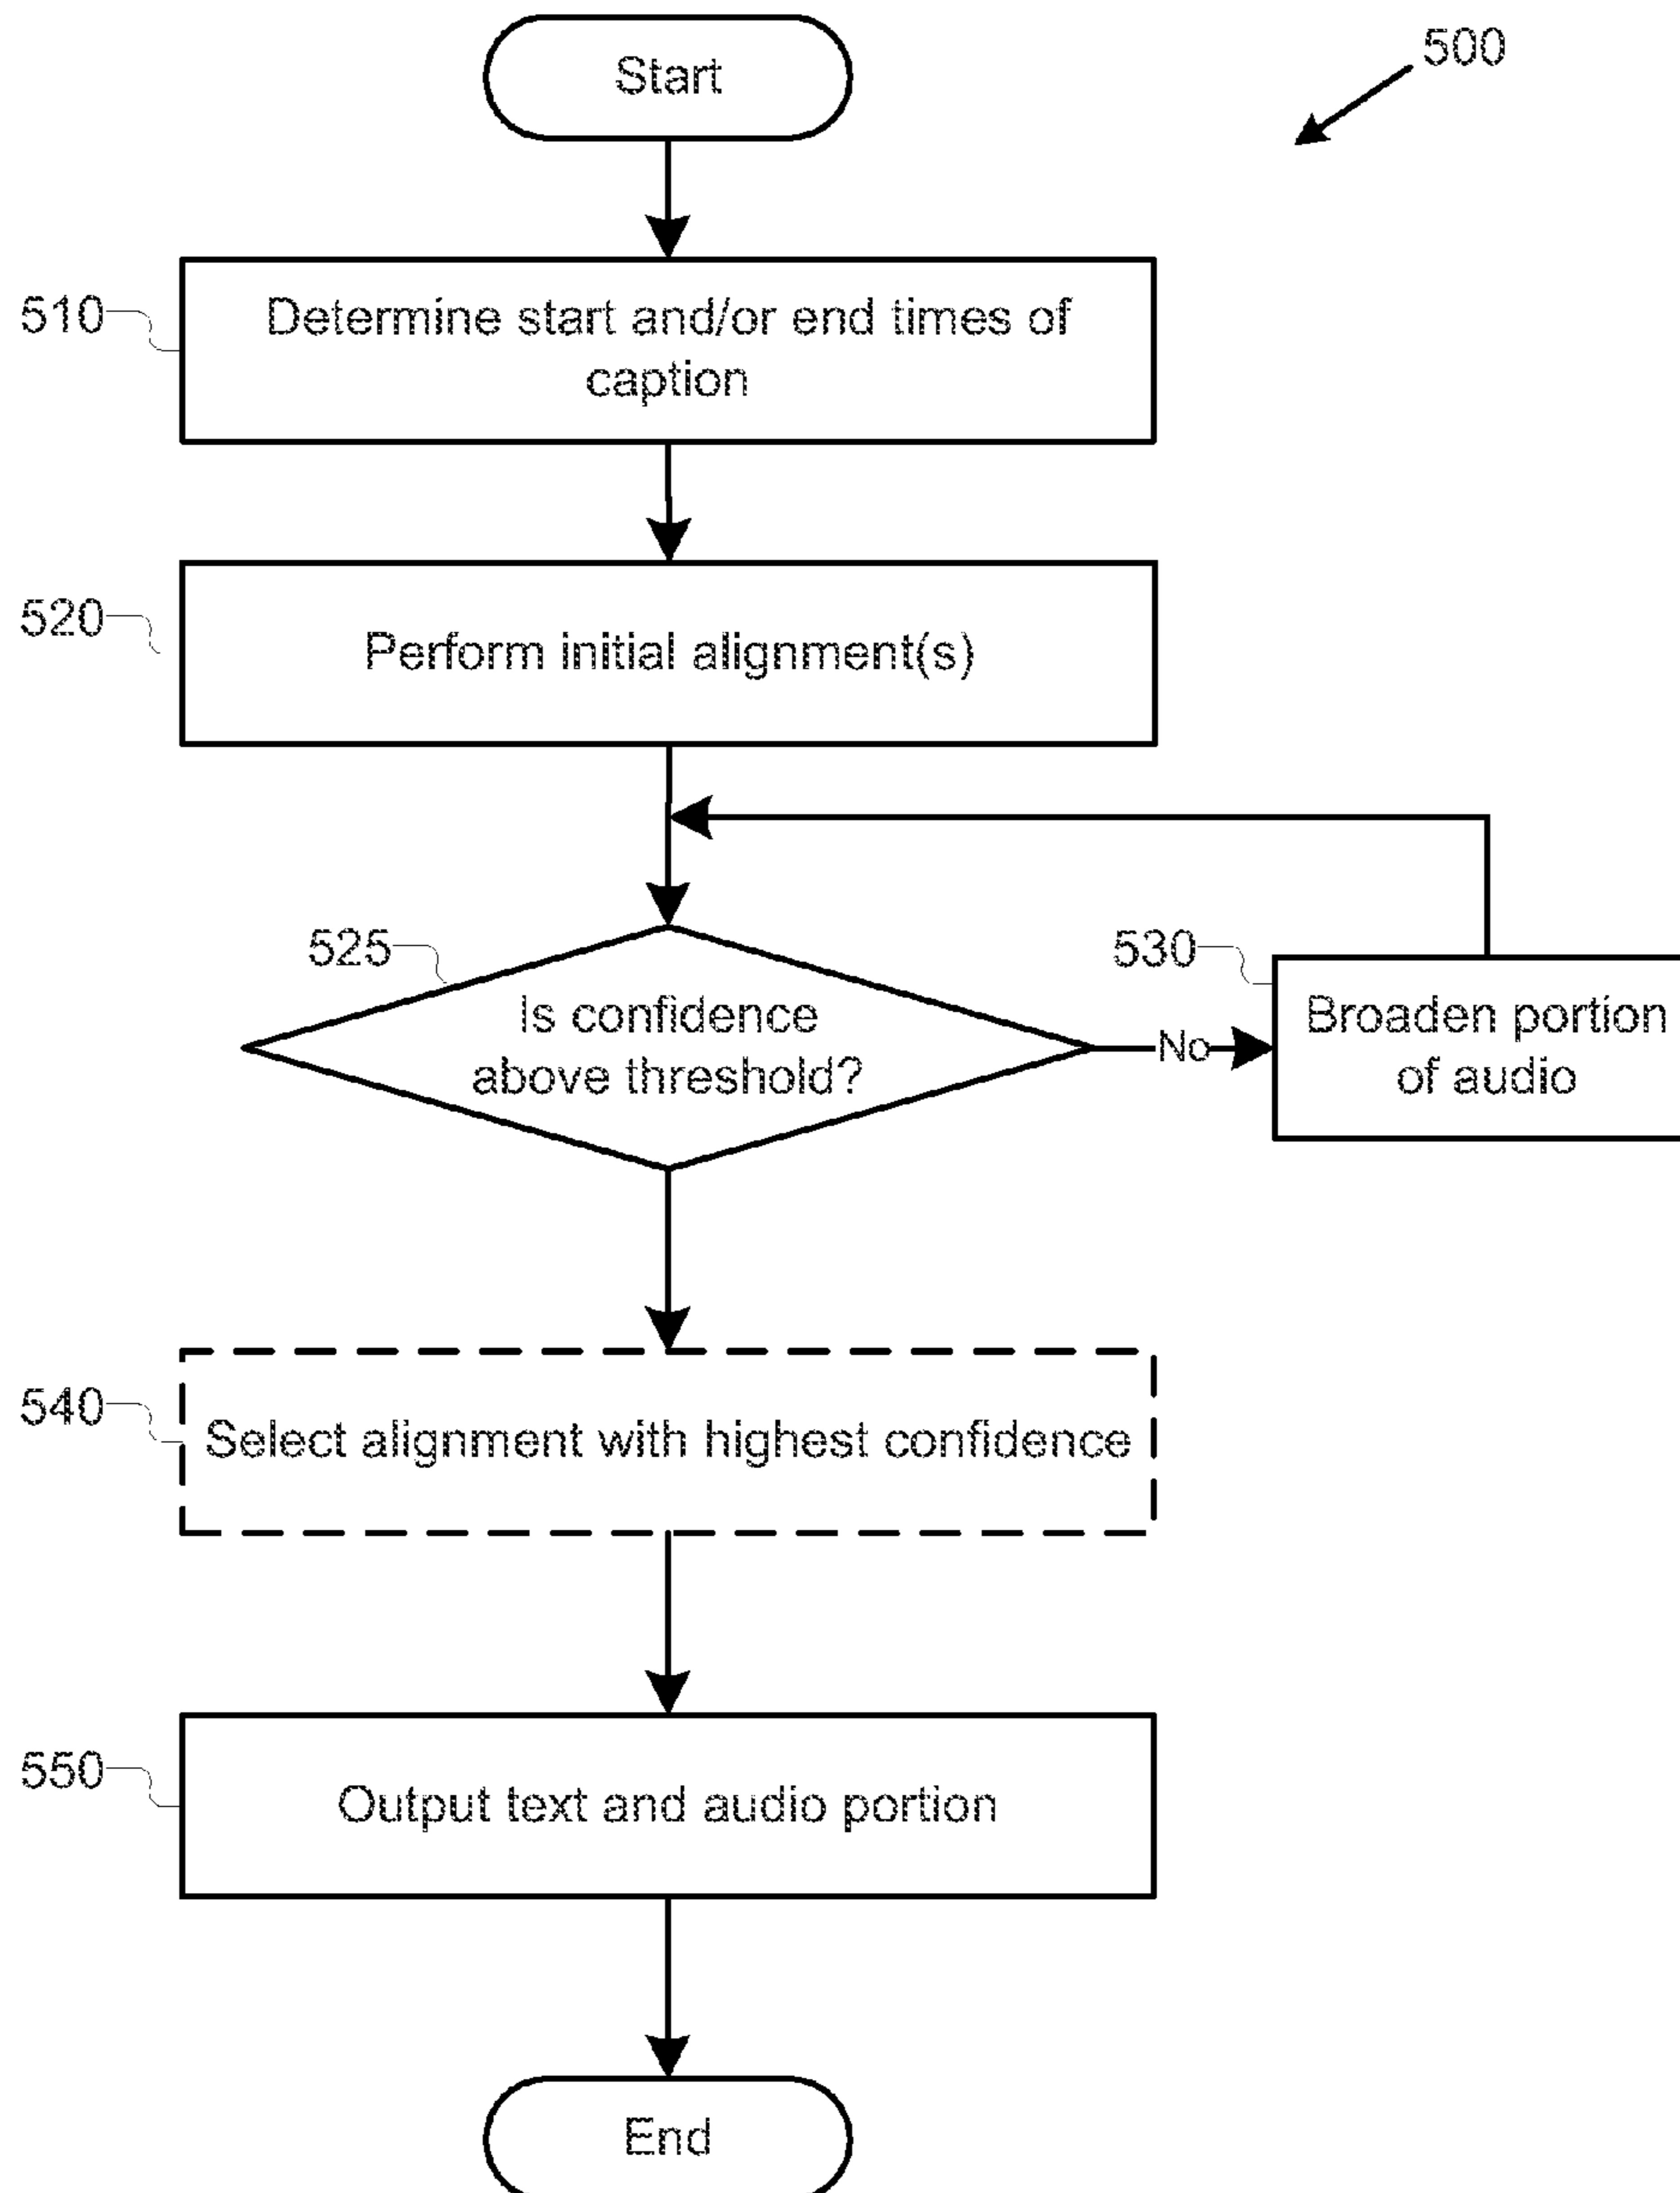 Start
500
510
Determine start and/or end times of
caption
520
Perform initial alignment(s)
525
Is confidence
above threshold?
No
530
Broaden portion
of audio
540
Select alignment with highest confidence
550
Output text and audio portion
End